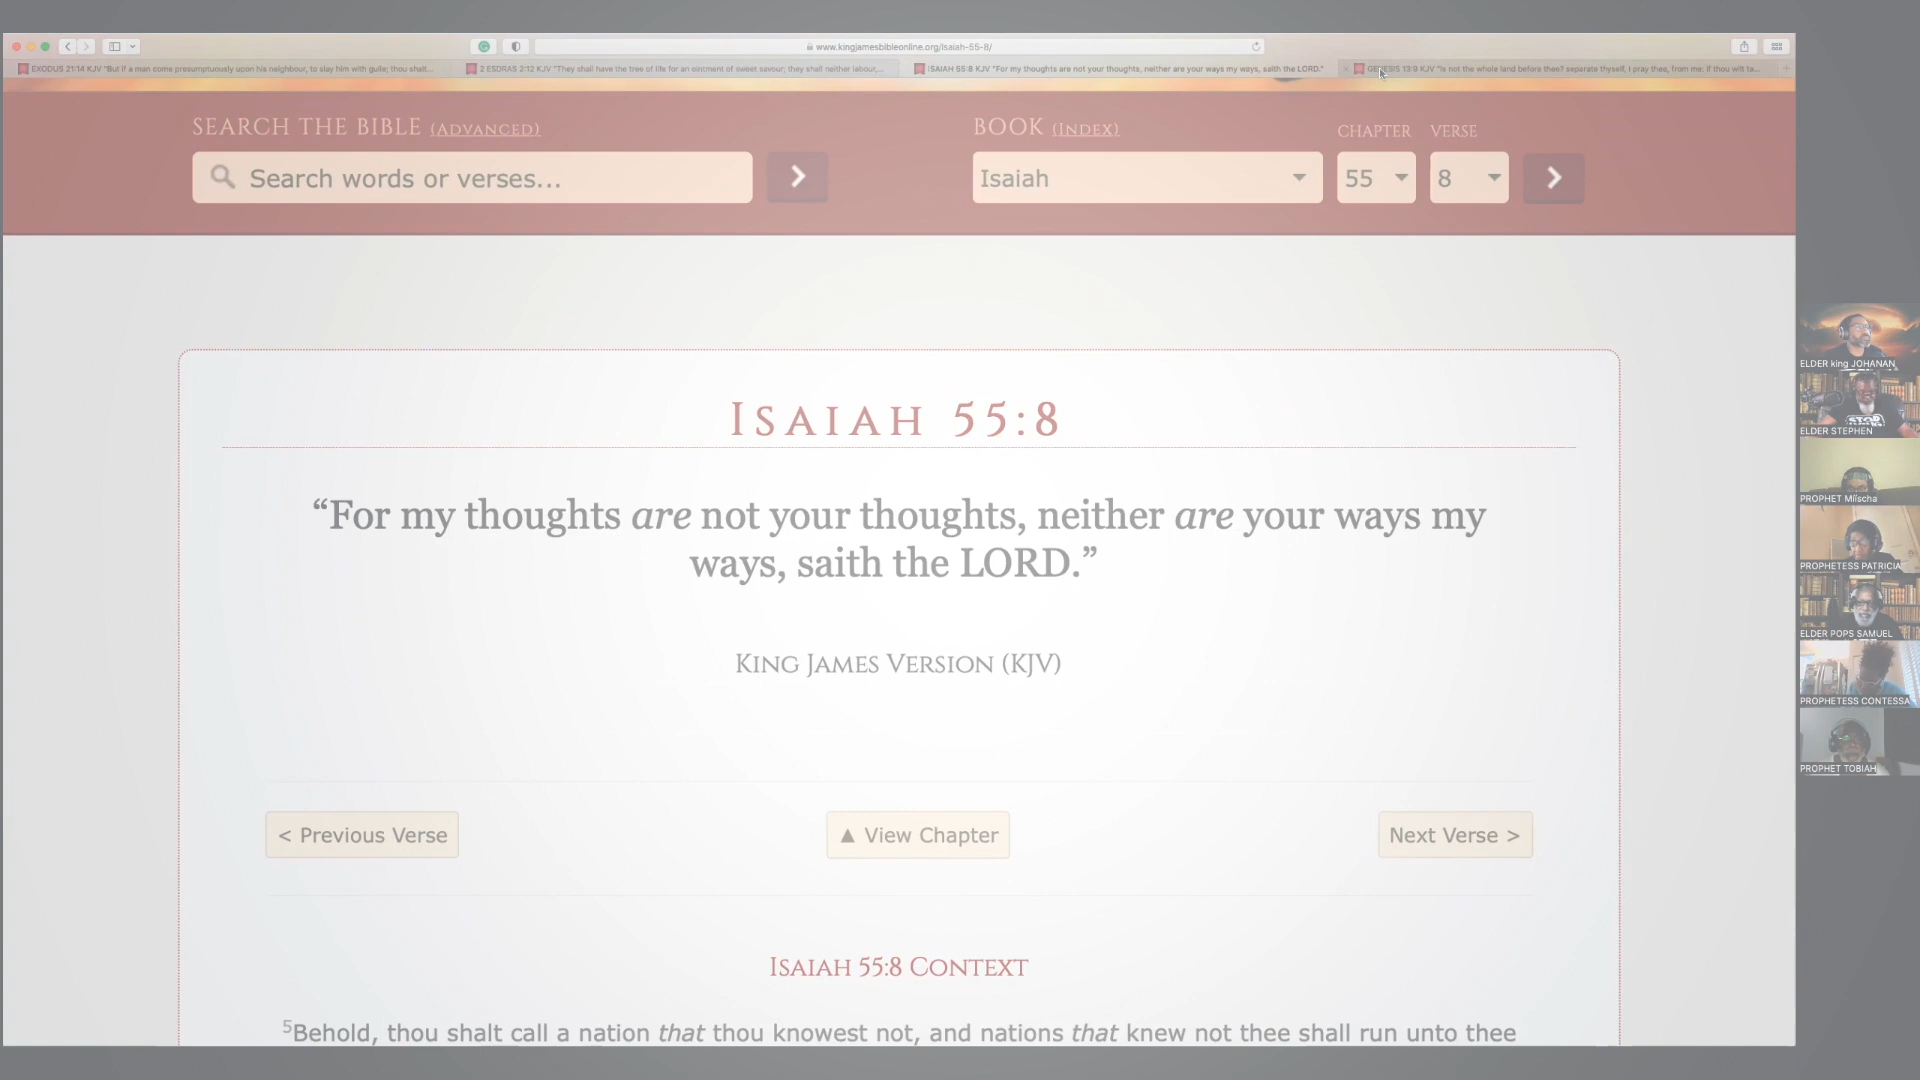 www.kingjamesbibleonline.org/Isaiah-55-8/
EXODUS 21:14 KJV "But if a man come presumptuously upon his neighbour, to slay him with guile; thou shalt...
2 ESDRAS 2:12 KJV "They shall have the tree of life for an ointment of sweet savour; they shall neither labour,...
ISAIAH 55:8 KJV "For my thoughts are not your thoughts, neither are your ways my ways, saith the LORD."
GENESIS 13:9 KJV "Is not the whole land before thee? separate thyself, I pray thee, from me: if thou wilt ta...
SEARCH THE BIBLE (ADVANCED)
BOOK (INDEX)
CHAPTER
VERSE
Search words or verses...
Isaiah
55
8
ISAIAH 55:8
“For my thoughts are not your thoughts, neither are your ways my
ways, saith the LORD.”
KING JAMES VERSION (KJV)
< Previous Verse
▲ View Chapter
Next Verse >
ISAIAH 55:8 CONTEXT
5Behold, thou shalt call a nation that thou knowest not, and nations that knew not thee shall run unto thee
ELDER king JOHANAN
STOP
ELDER STEPHEN
PROPHET Miïscha
PROPHETESS PATRICIA
ELDER POPS SAMUEL
PROPHETESS CONTESSA
PROPHET TOBIAH